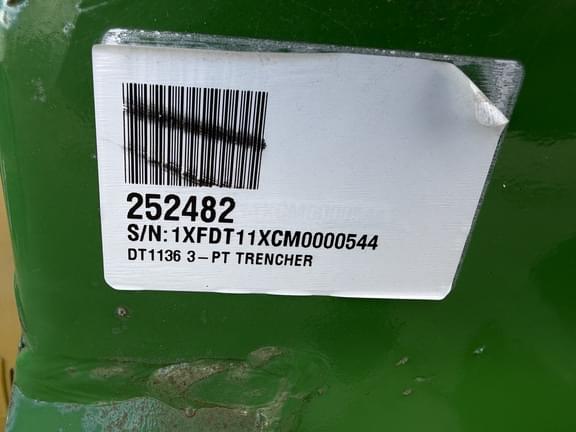 252482
S/N:1XFDT11XCM0000544
DT1136 3-PT TRENCHER